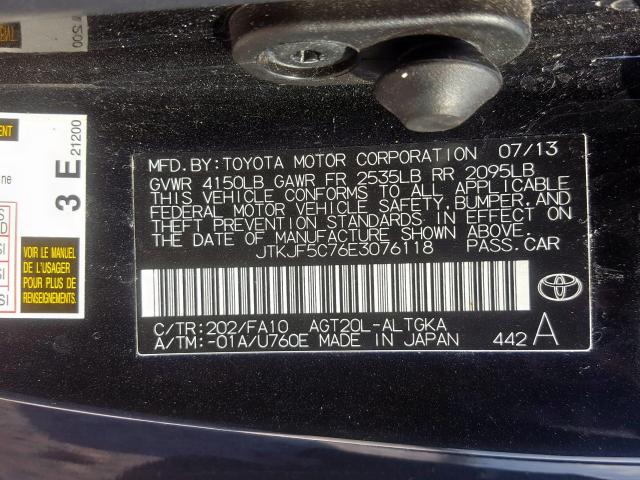 MFD. BY: TOYOTA MOTOR CORPORATION 07/13
GVWR 4150LB GAWR FR 2535LB RR 2095LB
THIS VEHICLE CONFORMS TO ALL APPLICABLE
FEDERAL MOTOR VEHICLE SAFETY, BUMPER, AND
THEFT PREVENTION STANDARDS IN EFFECT ON
THE DATE OF MANUFACTURE SHOWN ABOVE.
JTKJF5C76E3076118 PASS. CAR
C/TR: 202/FA10 AGT20L-ALTGKA
A/TM: -01A/U760E MADE IN JAPAN 442 A
3 E 21200
VOIR LE MANUEL
DE L'USAGER
POUR PLUS DE
RENSEIGNEMENTS